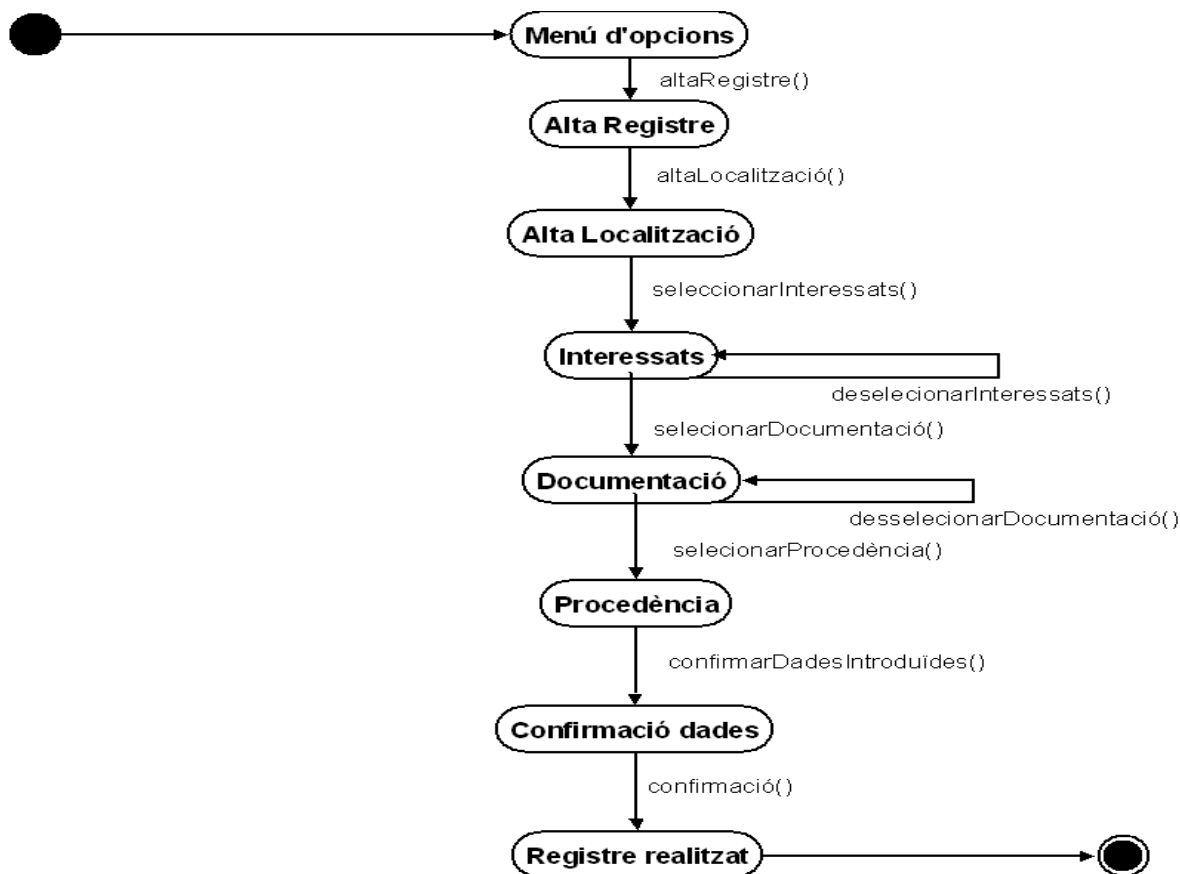 Menú d'opcions
altaRegistre()
Alta Registre
altaLocalització()
Alta Localització
seleccionarInteressats()
Interessats
deselecionarInteressats()
selecionarDocumentació()
Documentació
desselecionarDocumentació()
selecionarProcedència()
Procedència
confirmarDadesIntroduïdes()
Confirmació dades
confirmació()
Registre realitzat